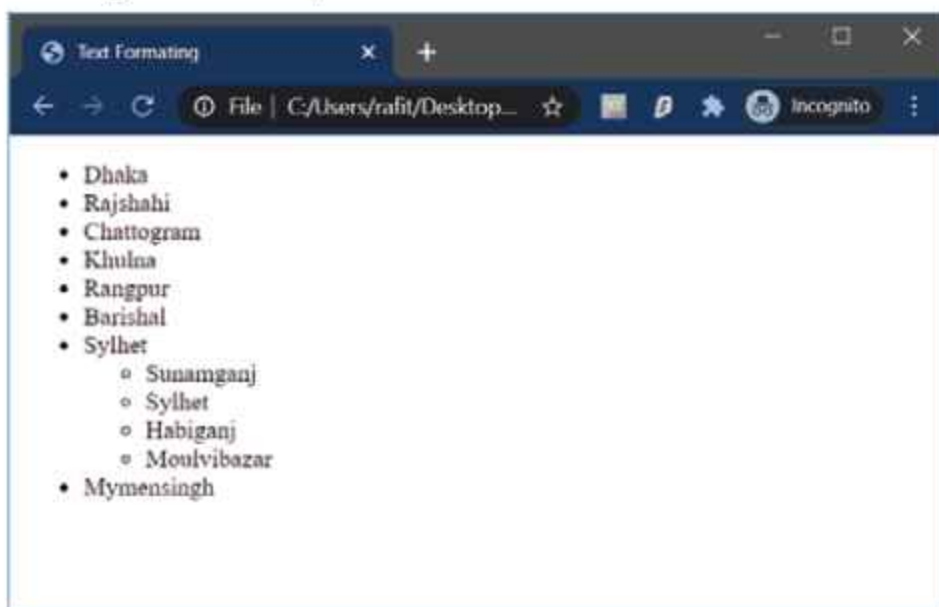 Text Formating
File | C:/Users/rafit/Desktop... Incognito
• Dhaka
• Rajshahi
• Chattogram
• Khulna
• Rangpur
• Barishal
• Sylhet
◦ Sunamganj
◦ Sylhet
◦ Habiganj
◦ Moulvibazar
• Mymensingh